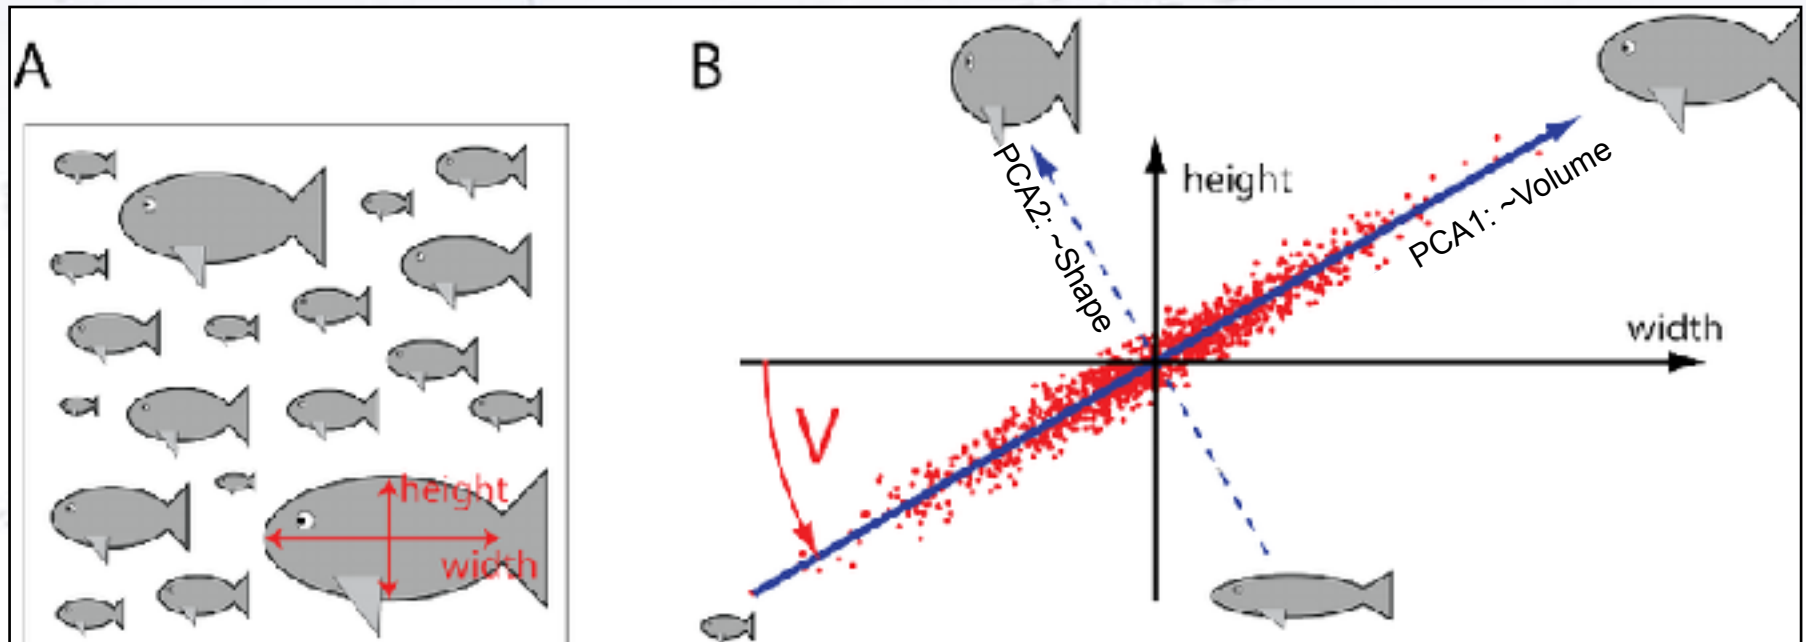 A
height
width
B
PCA2: ~Shape
height
PCA1: ~Volume
width
V